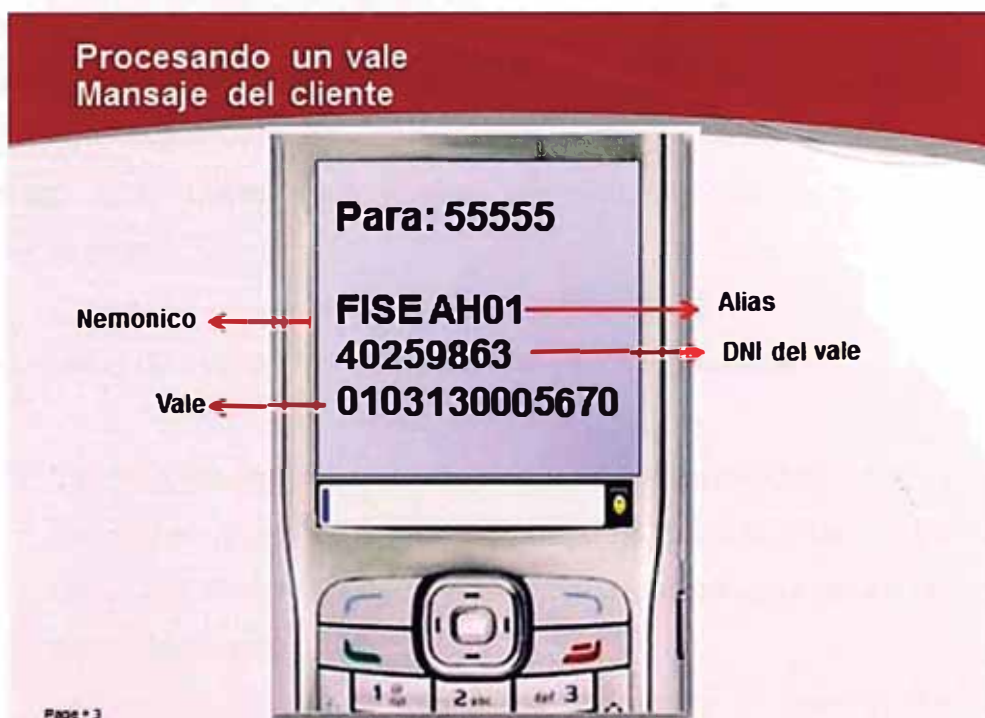 Procesando un vale
Mansaje del cliente
Para: 55555
Nemonico
FISE AH01
Alias
40259863
DNI del vale
Vale
0103130005670
1
2 abc
def 3
Page • 3